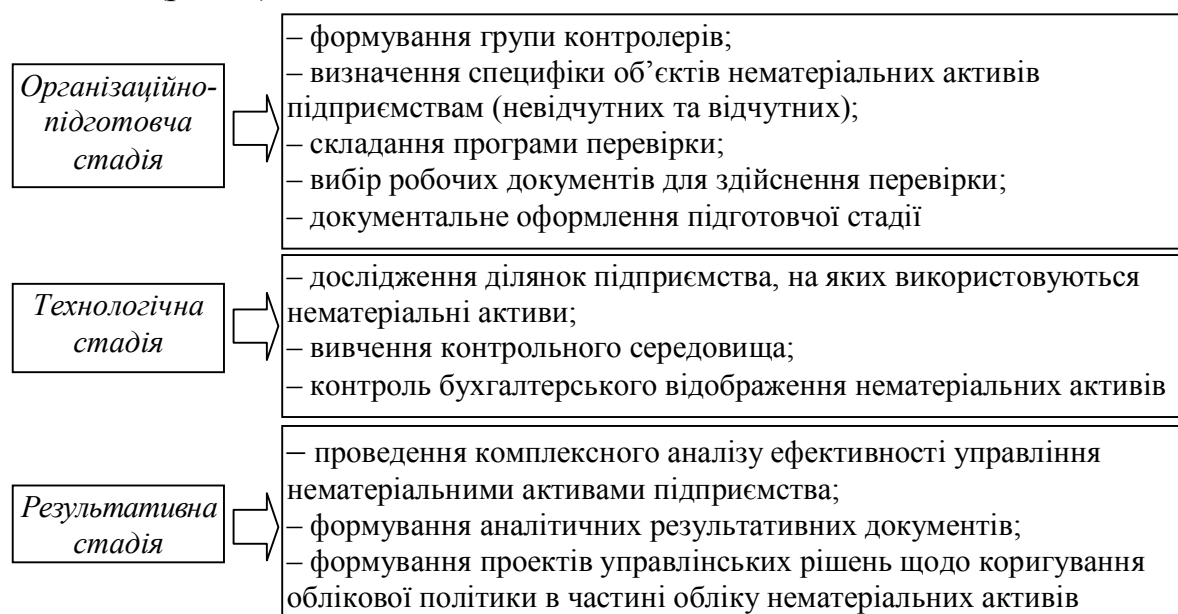 Організаційно-
підготовча
стадія
– формування групи контролерів;
– визначення специфіки об’єктів нематеріальних активів
підприємствам (невідчутних та відчутних);
– складання програми перевірки;
– вибір робочих документів для здійснення перевірки;
– документальне оформлення підготовчої стадії
Технологічна
стадія
– дослідження ділянок підприємства, на яких використовуються
нематеріальні активи;
– вивчення контрольного середовища;
– контроль бухгалтерського відображення нематеріальних активів
Результативна
стадія
– проведення комплексного аналізу ефективності управління
нематеріальними активами підприємства;
– формування аналітичних результативних документів;
– формування проектів управлінських рішень щодо коригування
облікової політики в частині обліку нематеріальних активів